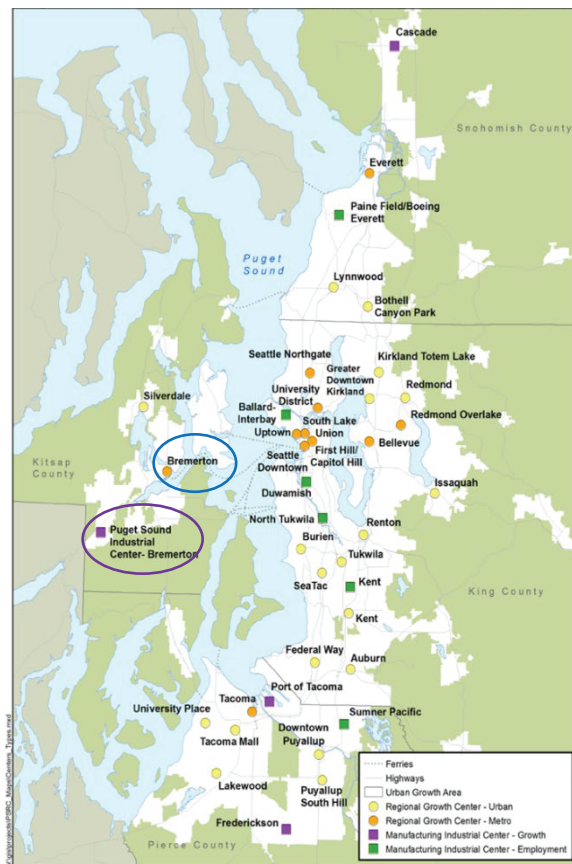 Cascade
Snohomish County
Everett
Paine Field/Boeing
Everett
Puget
Sound
Lynnwood
Bothell
Canyon Park
Seattle Northgate
Kirkland Totem Lake
Greater
Downtown
Kirkland
Silverdale
University
District
Redmond
Ballard-
Interbay
South Lake
Union
Redmond Overlake
Uptown
First Hill/
Capitol Hill
Bellevue
Kitsap
County
Bremerton
Seattle
Downtown
Issaquah
Duwamish
North Tukwila
Puget Sound
Industrial
Center- Bremerton
Renton
Burien
Tukwila
SeaTac
Kent
King County
Kent
Federal Way
Auburn
Port of Tacoma
Tacoma
University Place
Sumner Pacific
Downtown
Puyallup
Tacoma Mall
Lakewood
Puyallup
South Hill
Frederickson
Pierce County
Ferries
Highways
Urban Growth Area
Regional Growth Center - Urban
Regional Growth Center - Metro
Manufacturing Industrial Center - Growth
Manufacturing Industrial Center - Employment